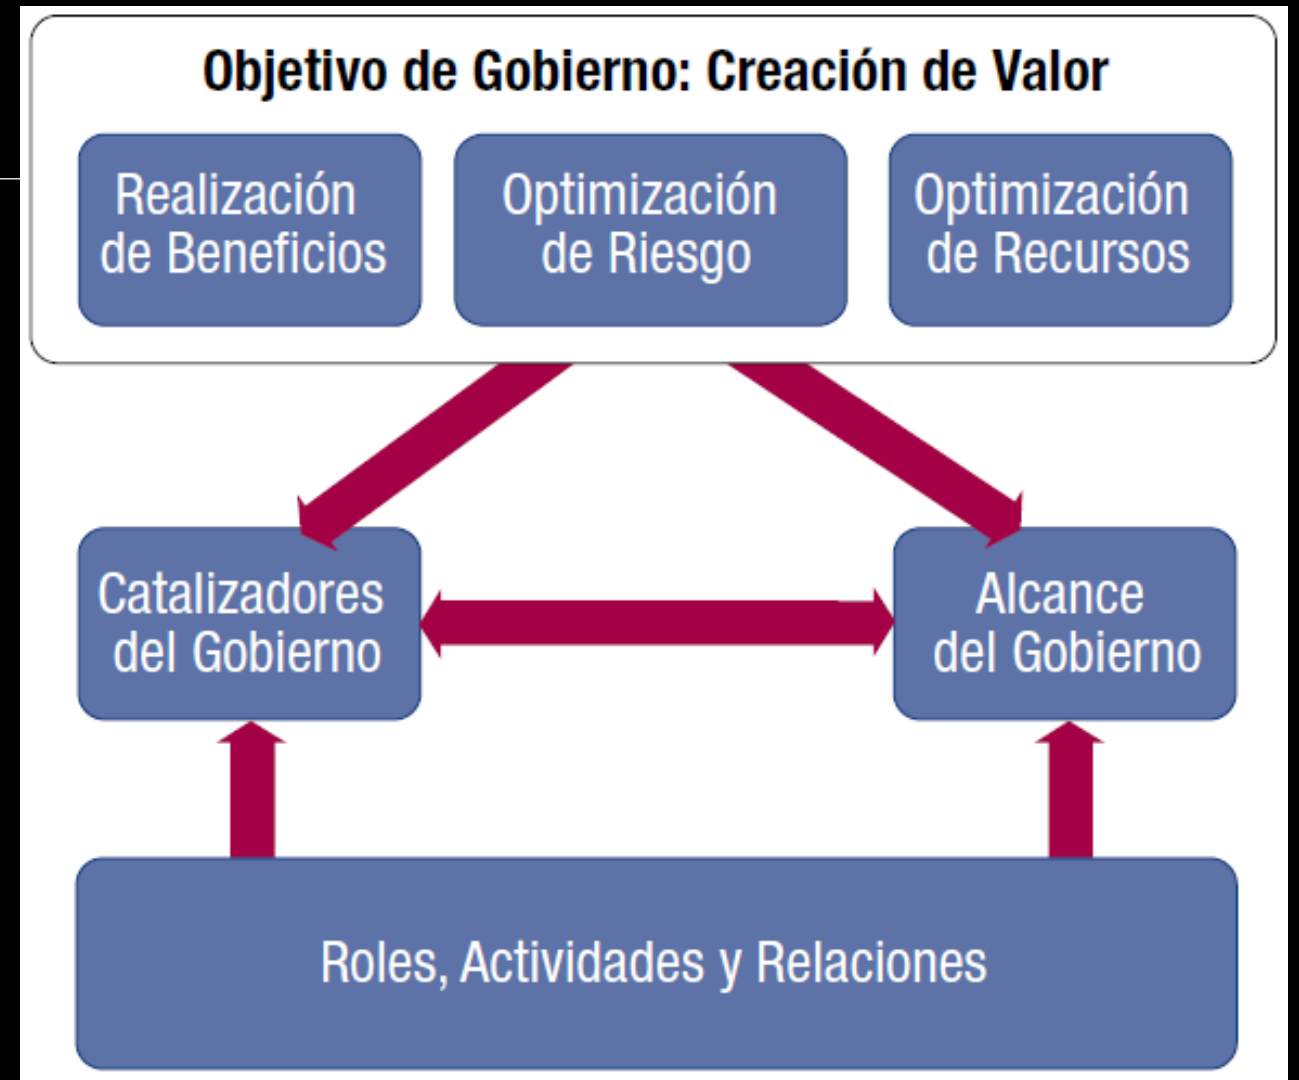 Objetivo de Gobierno: Creación de Valor
Realización
de Beneficios
Optimización
de Riesgo
Optimización
de Recursos
Catalizadores
del Gobierno
Alcance
del Gobierno
Roles, Actividades y Relaciones